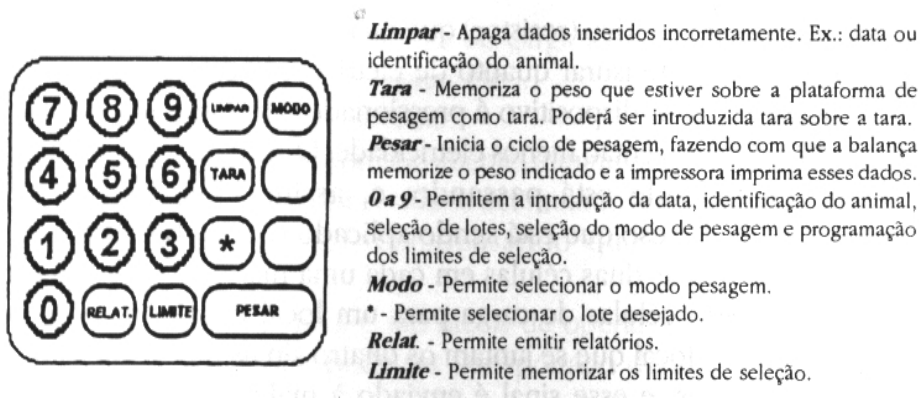 7 8 9 LIMPAR MODO
4 5 6 TARA
1 2 3 *
0 RELAT. LIMITE PESAR
Limpar - Apaga dados inseridos incorretamente. Ex.: data ou
identificação do animal.
Tara - Memoriza o peso que estiver sobre a plataforma de
pesagem como tara. Poderá ser introduzida tara sobre a tara.
Pesar - Inicia o ciclo de pesagem, fazendo com que a balança
memorize o peso indicado e a impressora imprima esses dados.
0 a 9 - Permitem a introdução da data, identificação do animal,
seleção de lotes, seleção do modo de pesagem e programação
dos limites de seleção.
Modo - Permite selecionar o modo pesagem.
* - Permite selecionar o lote desejado.
Relat. - Permite emitir relatórios.
Limite - Permite memorizar os limites de seleção.